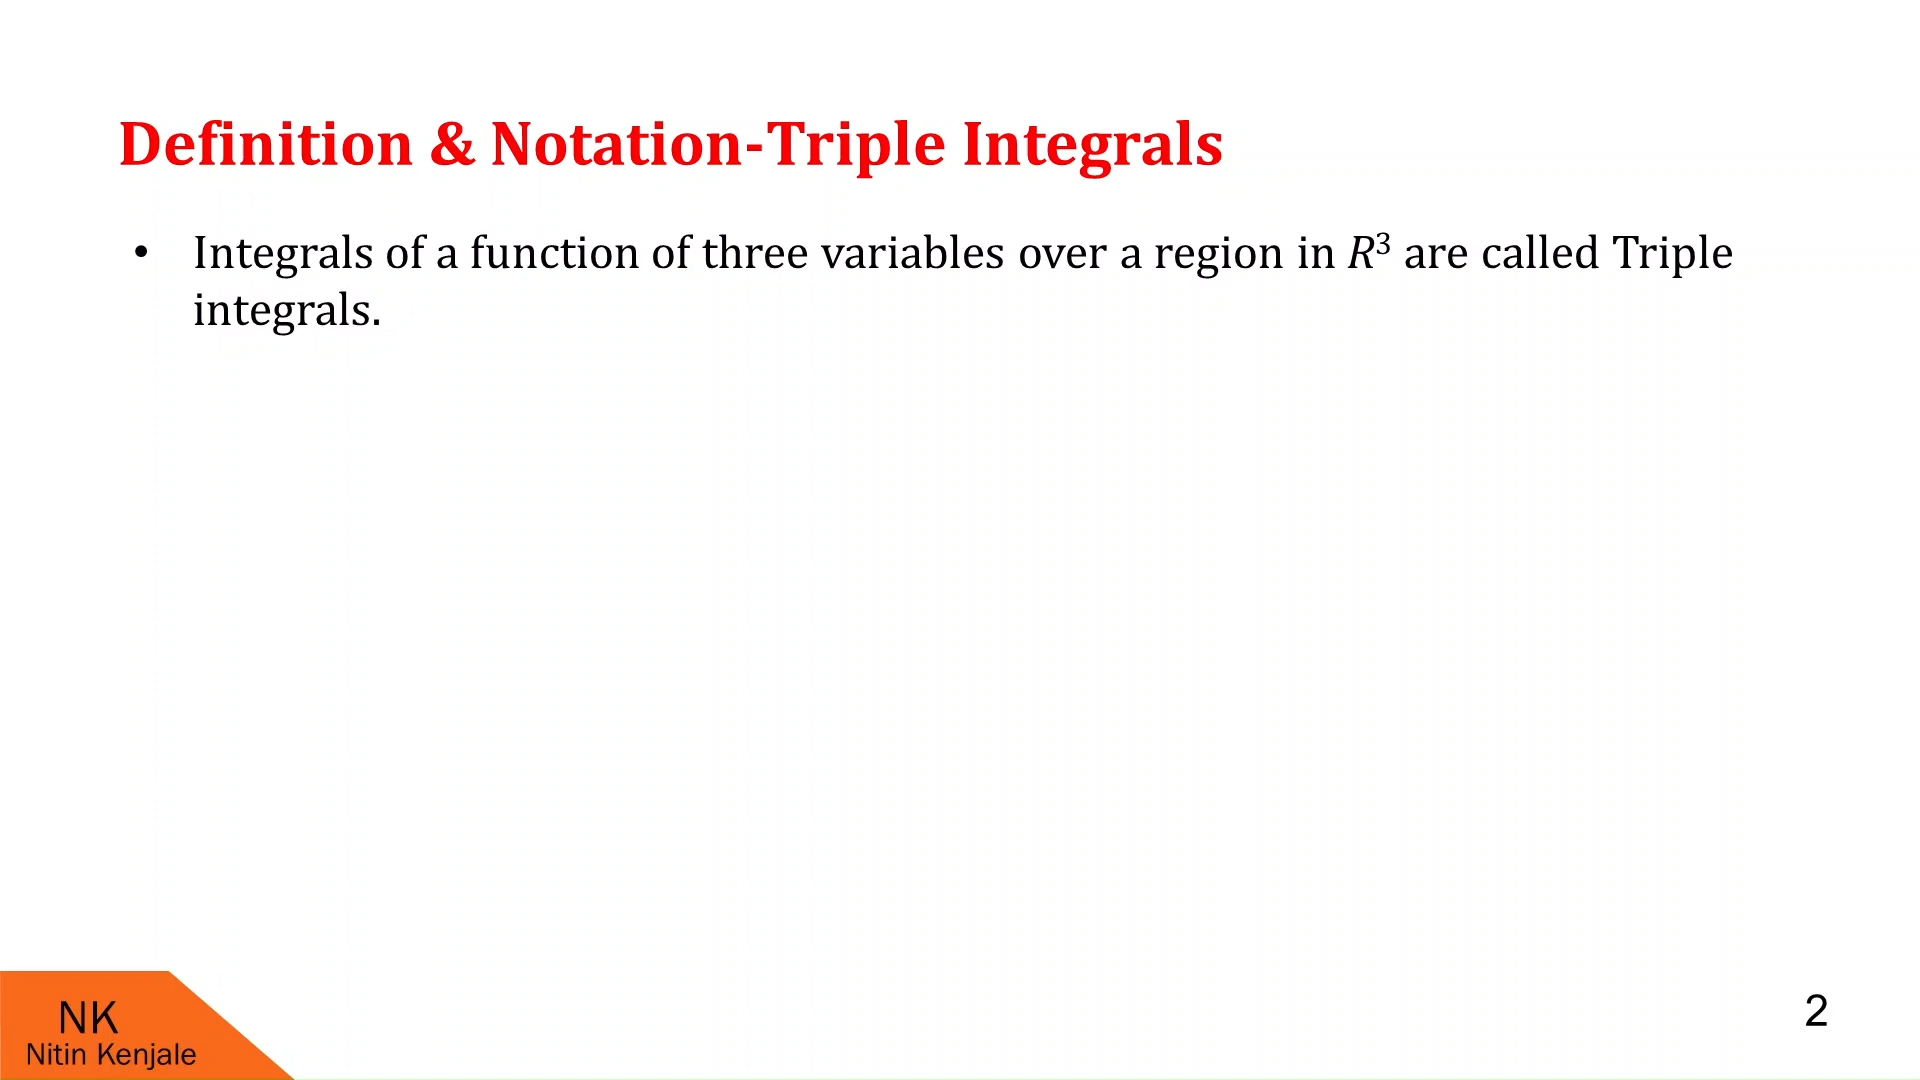 Definition & Notation-Triple Integrals
• Integrals of a function of three variables over a region in R³ are called Triple
integrals.
NK
Nitin Kenjale
2